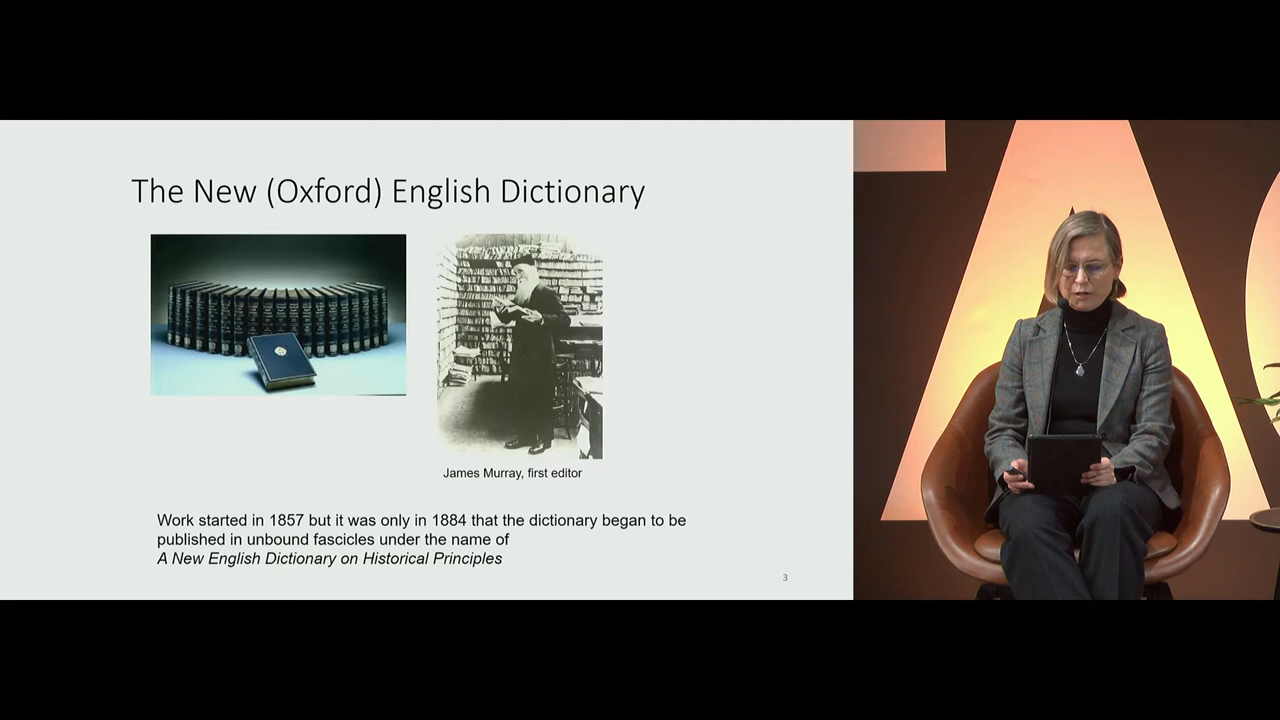 The New (Oxford) English Dictionary
James Murray, first editor
Work started in 1857 but it was only in 1884 that the dictionary began to be
published in unbound fascicles under the name of
A New English Dictionary on Historical Principles
3